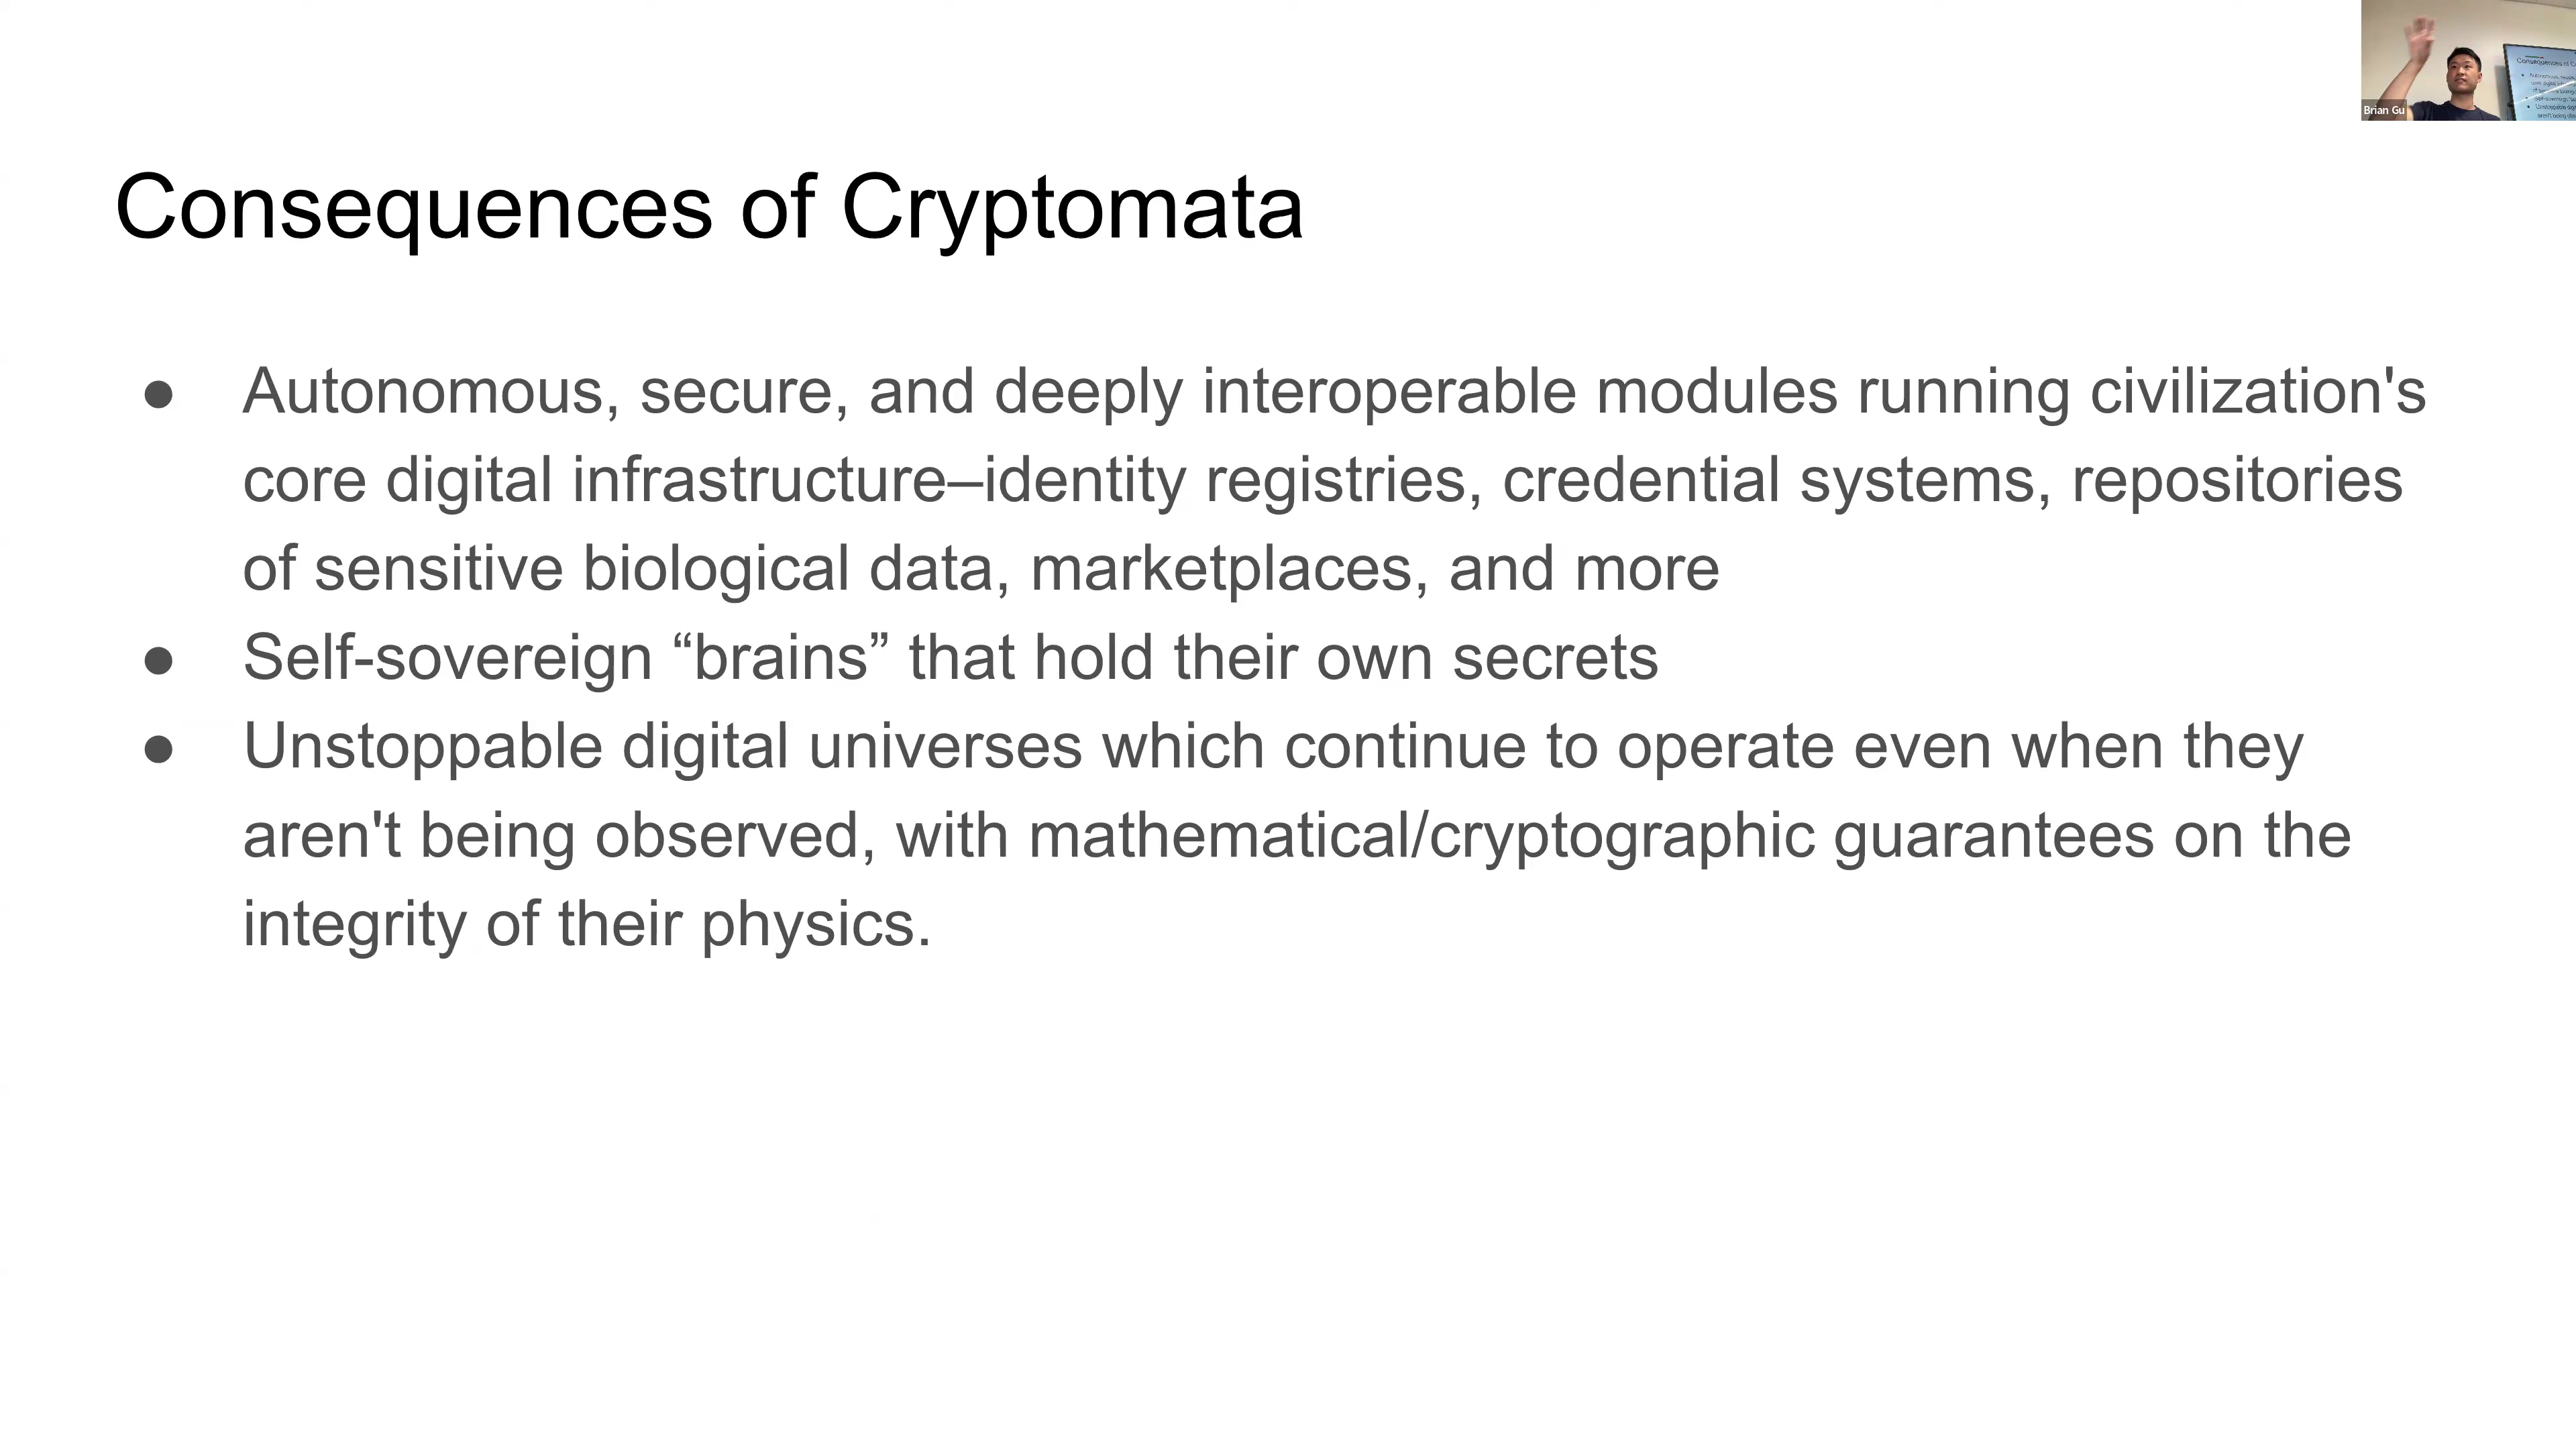 Consequences of Cryptomata
● Autonomous, secure, and deeply interoperable modules running civilization's
core digital infrastructure–identity registries, credential systems, repositories
of sensitive biological data, marketplaces, and more
● Self-sovereign “brains” that hold their own secrets
● Unstoppable digital universes which continue to operate even when they
aren't being observed, with mathematical/cryptographic guarantees on the
integrity of their physics.
Brian Gu
Consequences of C